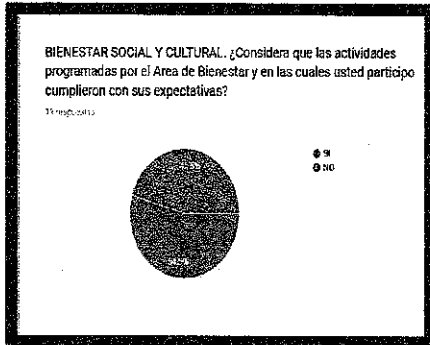 BIENESTAR SOCIAL Y CULTURAL. ¿Considera que las actividades
programadas por el Area de Bienestar y en las cuales usted participo
cumplieron con sus expectativas?
respuestas
SI
NO